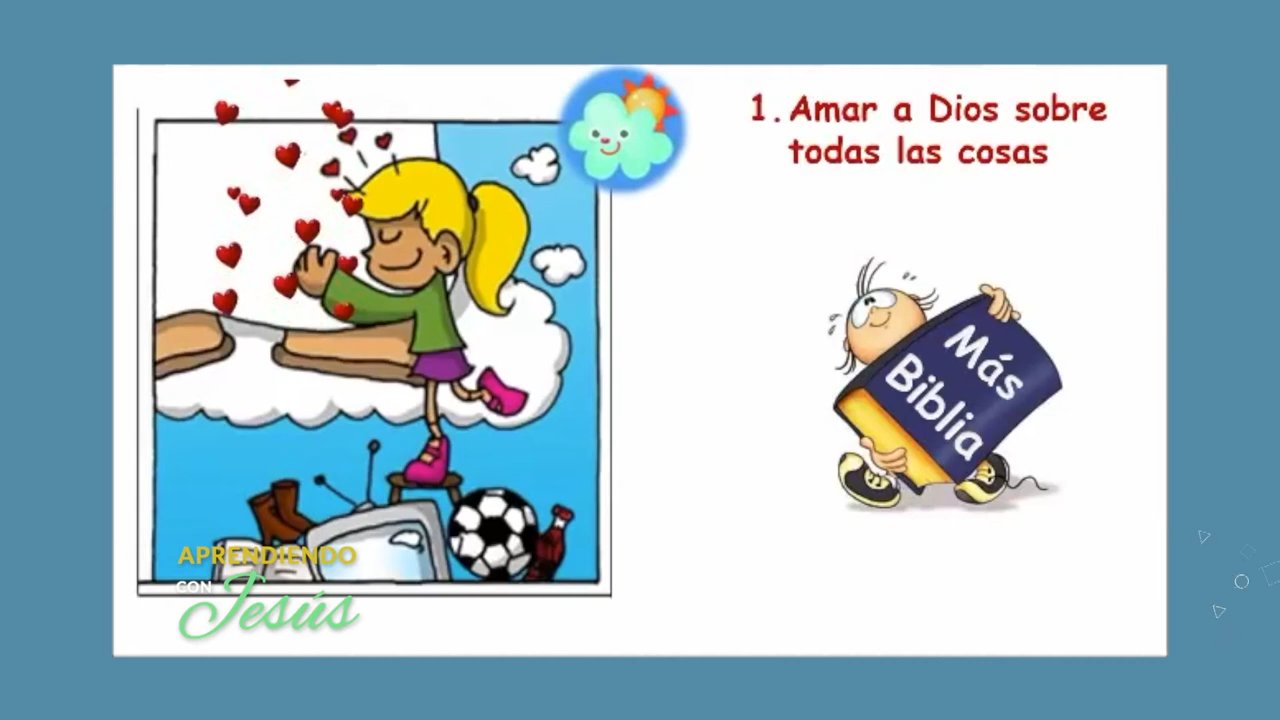 1. Amar a Dios sobre
todas las cosas
Más
Biblia
APRENDIENDO
CON
Jesús